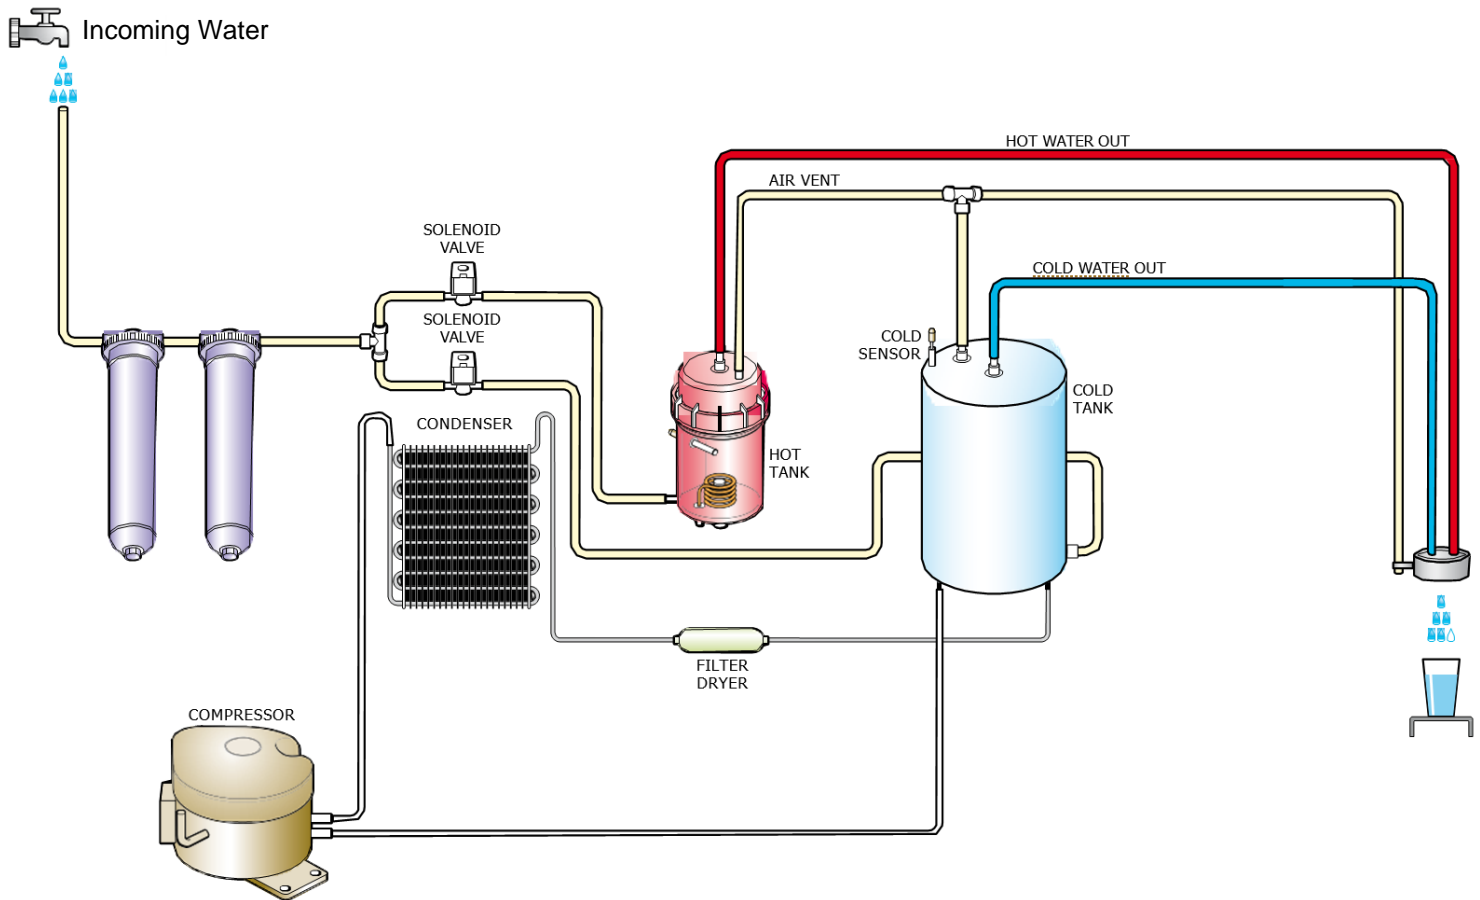 Incoming Water
HOT WATER OUT
AIR VENT
SOLENOID
VALVE
COLD WATER OUT
SOLENOID
VALVE
COLD
SENSOR
COLD
TANK
CONDENSER
HOT
TANK
FILTER
DRYER
COMPRESSOR